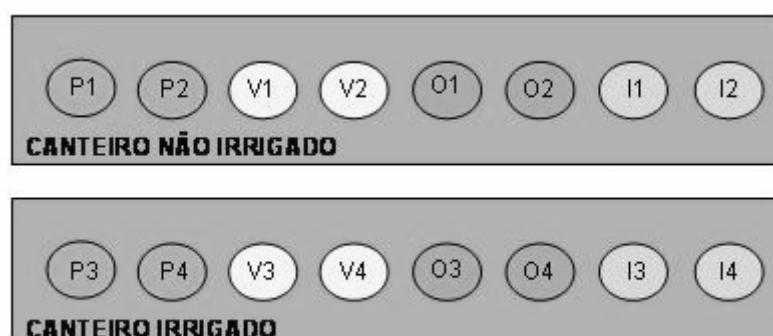 P1 P2 V1 V2 O1 O2 I1 I2
CANTEIRO NÃO IRRIGADO
P3 P4 V3 V4 O3 O4 I3 I4
CANTEIRO IRRIGADO